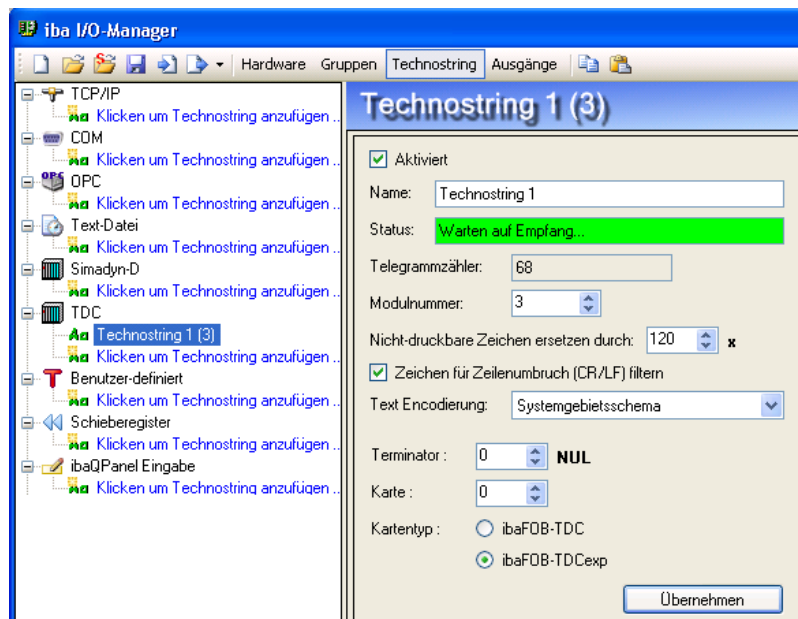 iba I/O-Manager
Hardware Gruppen Technostring Ausgänge
TCP/IP
Klicken um Technostring anzufügen ..
COM
Klicken um Technostring anzufügen ..
OPC
OPC
Klicken um Technostring anzufügen ..
Text-Datei
Klicken um Technostring anzufügen ..
Simadyn-D
Klicken um Technostring anzufügen ..
TDC
Technostring 1 (3)
Klicken um Technostring anzufügen ..
Benutzer-definiert
Klicken um Technostring anzufügen ..
Schieberegister
Klicken um Technostring anzufügen ..
ibaQPanel Eingabe
Klicken um Technostring anzufügen ..
Technostring 1 (3)
Aktiviert
Name: Technostring 1
Status: Warten auf Empfang...
Telegrammzähler: 68
Modulnummer: 3
Nicht-druckbare Zeichen ersetzen durch: 120 x
Zeichen für Zeilenumbruch (CR/LF) filtern
Text Encodierung: Systemgebietsschema
Terminator : 0 NUL
Karte : 0
Kartentyp : ibaFOB-TDC
ibaFOB-TDCexp
Übernehmen